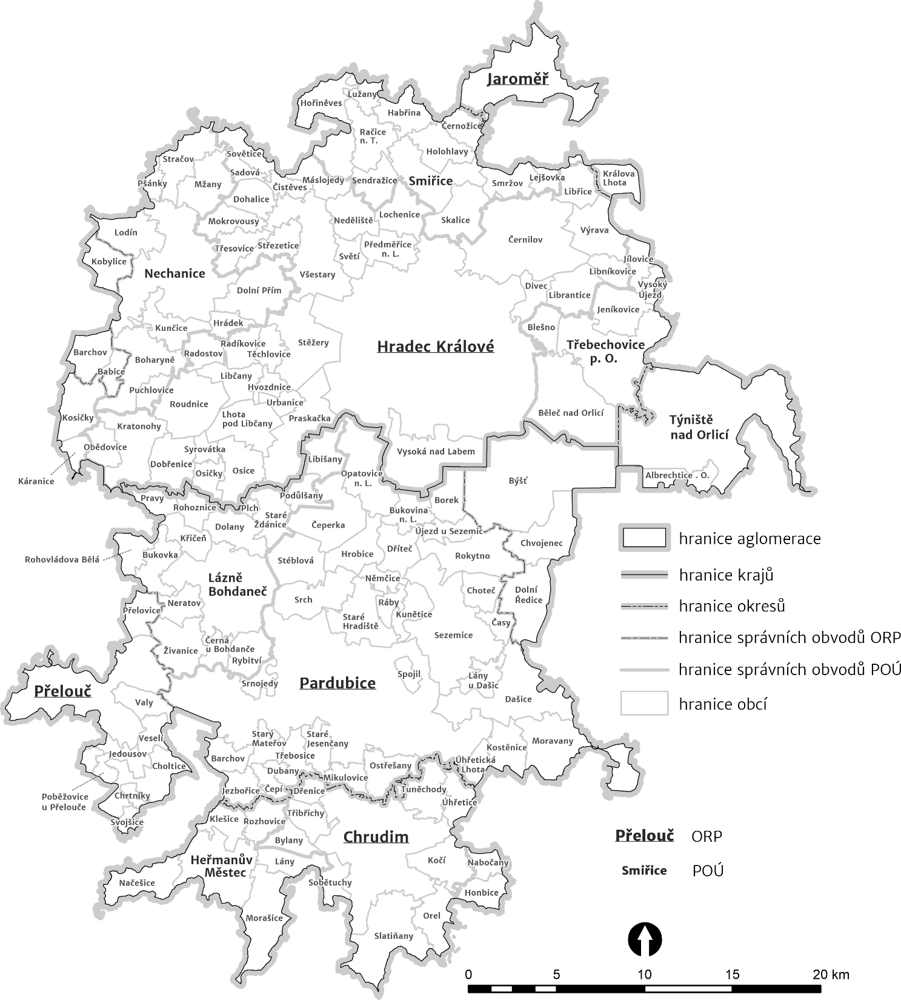 Jaroměř
Lužany
Hořiněves
Habřina
Černožice
Račice
n. T.
Holohlavy
Sovětice
Stračov
Sadová
Králova
Lhota
Pšánky
Mžany
Čistěves
Máslojedy
Sendražice
Smiřice
Smržov
Lejšovka
Libřice
Dohalice
Mokrovousy
Neděliště
Lochenice
Skalice
Lodín
Výrava
Černilov
Třesovice
Střezetice
Předměřice
n. L.
Světí
Kobylice
Jílovice
Nechanice
Všestary
Libníkovice
Dolní Přím
Divec
Librantice
Vysoký
Újezd
Jeníkovice
Hrádek
Kunčice
Blešno
Radíkovice
Stěžery
Hradec Králové
Třebechovice
p. O.
Barchov
Radostov
Těchlovice
Boharyně
Babice
Libčany
Hvozdnice
Puchlovice
Roudnice
Urbanice
Kosičky
Lhota
pod Libčany
Praskačka
Běleč nad Orlicí
Týniště
nad Orlicí
Kratonohy
Obědovice
Syrovátka
Vysoká nad Labem
Libišany
Dobřenice
Osičky
Osice
Opatovice
n. L.
Albrechtice . O.
Káranice
Býšť
Pravy
Podůlšany
Rohoznice
Plch
Borek
Bukovina
n. L.
Staré
Ždánice
Dolany
Čeperka
Újezd u Sezemic
Křičeň
hranice aglomerace
Chvojenec
Bukovka
Rohovládova Bělá
Stéblová
Hrobice
Dříteč
Rokytno
hranice krajů
Lázně
Bohdaneč
Němčice
Choteč
Dolní
Ředice
Srch
Ráby
Neratov
hranice okresů
Přelovice
Staré
Hradiště
Kunětice
Časy
Sezemice
hranice správních obvodů ORP
Černá
u Bohdanče
Živanice
Rybitví
hranice správních obvodů POÚ
Spojil
Lány
u Dašic
Srnojedy
Pardubice
Přelouč
Valy
Dašice
hranice obcí
Starý
Mateřov
Staré
Jesenčany
Veselí
Moravany
Kostěnice
Jedousov
Barchov
Třebosice
Úhřetická
Lhota
Choltice
Dubany
Mikulovice
Ostřešany
Poběžovice
u Přelouče
Chrtníky
Jezbořice
Čepí
Dřenice
Tuněchody
Úhřetice
Svojšice
Klešice
Rozhovice
Třibřichy
Chrudim
Přelouč ORP
Bylany
Heřmanův
Městec
Lány
Kočí
Nabočany
Smiřice POÚ
Načešice
Sobětuchy
Honbice
Morašice
Orel
Slatiňany
0 5 10 15 20 km